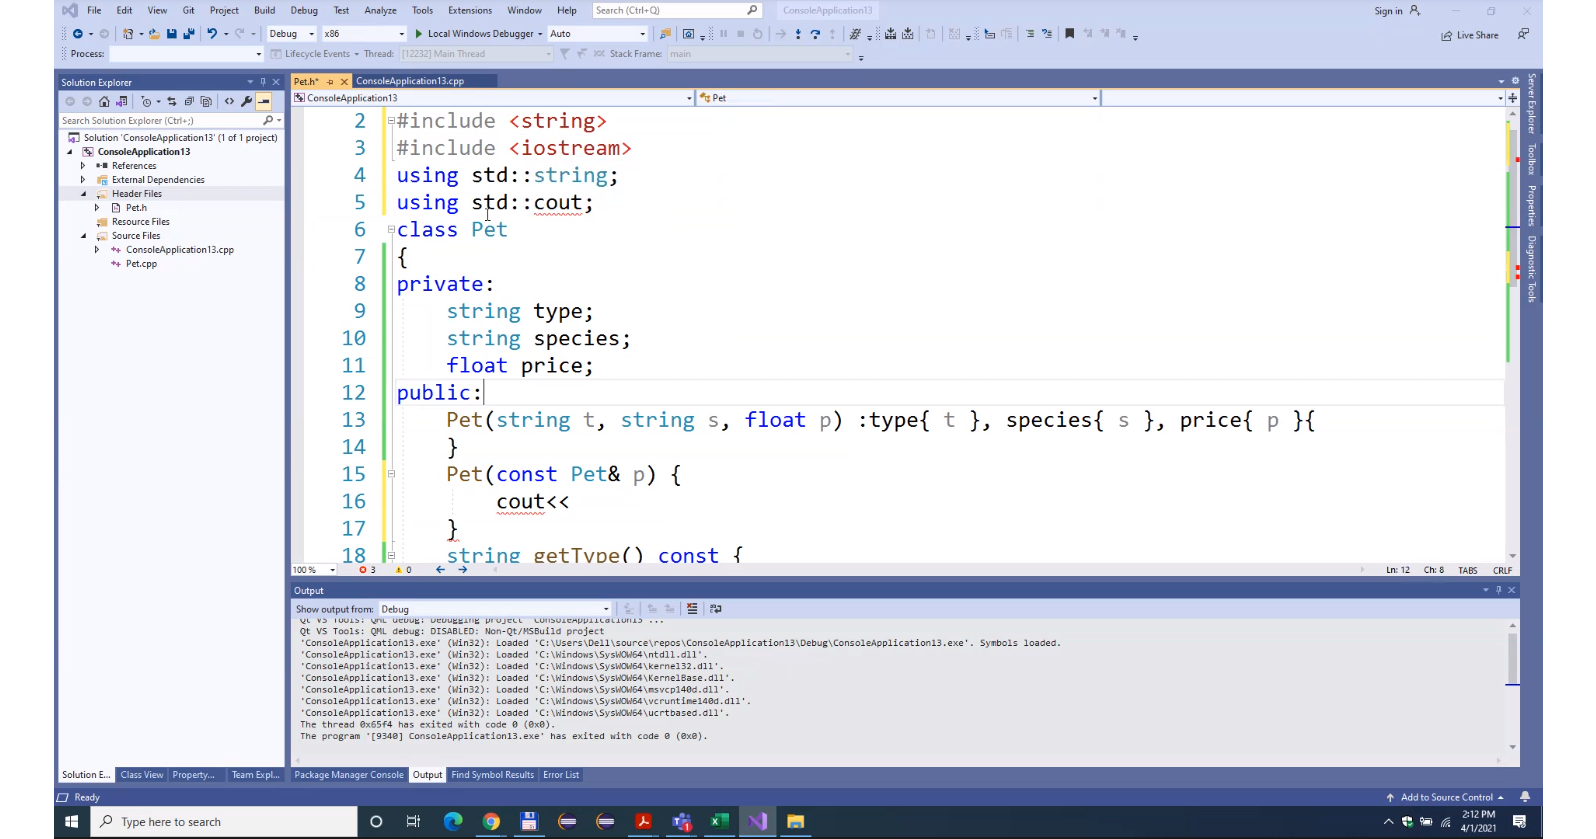 File Edit View Git Project Build Debug Test Analyze Tools Extensions Window Help Search (Ctrl+Q) ConsoleApplication13 Sign in
Debug x86 Local Windows Debugger Auto Live Share
Process: Lifecycle Events Thread: [12232] Main Thread Stack Frame: main
Solution Explorer
Search Solution Explorer (Ctrl+;)
Solution 'ConsoleApplication13' (1 of 1 project)
ConsoleApplication13
References
External Dependencies
Header Files
Pet.h
Resource Files
Source Files
ConsoleApplication13.cpp
Pet.cpp
Solution E... Class View Property... Team Expl...
Pet.h* ConsoleApplication13.cpp
ConsoleApplication13 Pet
2 #include <string>
3 #include <iostream>
4 using std::string;
5 using std::cout;
6 class Pet
7 {
8 private:
9 string type;
10 string species;
11 float price;
12 public:
13 Pet(string t, string s, float p) :type{ t }, species{ s }, price{ p }{
14 }
15 Pet(const Pet& p) {
16 cout<<
17 }
18 string getType() const {
100 % 3 0 Ln: 12 Ch: 8 TABS CRLF
Output
Show output from: Debug
Qt VS Tools: QML debug: Debugging project 'ConsoleApplication13'...
Qt VS Tools: QML debug: DISABLED: Non-Qt/MSBuild project
'ConsoleApplication13.exe' (Win32): Loaded 'C:\Users\Dell\source\repos\ConsoleApplication13\Debug\ConsoleApplication13.exe'. Symbols loaded.
'ConsoleApplication13.exe' (Win32): Loaded 'C:\Windows\SysWOW64\ntdll.dll'.
'ConsoleApplication13.exe' (Win32): Loaded 'C:\Windows\SysWOW64\kernel32.dll'.
'ConsoleApplication13.exe' (Win32): Loaded 'C:\Windows\SysWOW64\KernelBase.dll'.
'ConsoleApplication13.exe' (Win32): Loaded 'C:\Windows\SysWOW64\msvcp140d.dll'.
'ConsoleApplication13.exe' (Win32): Loaded 'C:\Windows\SysWOW64\vcruntime140d.dll'.
'ConsoleApplication13.exe' (Win32): Loaded 'C:\Windows\SysWOW64\ucrtbased.dll'.
The thread 0x65f4 has exited with code 0 (0x0).
The program '[9340] ConsoleApplication13.exe' has exited with code 0 (0x0).
Package Manager Console Output Find Symbol Results Error List
Server Explorer
Toolbox
Properties
Diagnostic Tools
Ready Add to Source Control
Type here to search
2:12 PM
4/1/2021